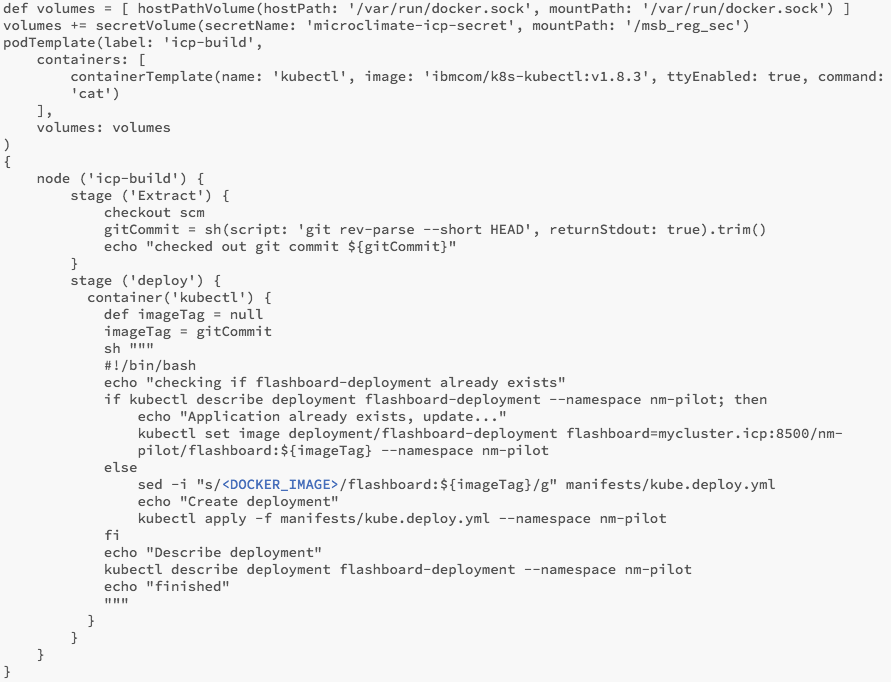 def volumes = [ hostPathVolume(hostPath: '/var/run/docker.sock', mountPath: '/var/run/docker.sock') ]
volumes += secretVolume(secretName: 'microclimate-icp-secret', mountPath: '/msb_reg_sec')
podTemplate(label: 'icp-build',
    containers: [
        containerTemplate(name: 'kubectl', image: 'ibmcom/k8s-kubectl:v1.8.3', ttyEnabled: true, command:
        'cat')
    ],
    volumes: volumes
)
{
    node ('icp-build') {
        stage ('Extract') {
            checkout scm
            gitCommit = sh(script: 'git rev-parse --short HEAD', returnStdout: true).trim()
            echo "checked out git commit ${gitCommit}"
        }
        stage ('deploy') {
          container('kubectl') {
            def imageTag = null
            imageTag = gitCommit
            sh """
            #!/bin/bash
            echo "checking if flashboard-deployment already exists"
            if kubectl describe deployment flashboard-deployment --namespace nm-pilot; then
                echo "Application already exists, update..."
                kubectl set image deployment/flashboard-deployment flashboard=mycluster.icp:8500/nm-
                pilot/flashboard:${imageTag} --namespace nm-pilot
            else
                sed -i "s/<DOCKER_IMAGE>/flashboard:${imageTag}/g" manifests/kube.deploy.yml
                echo "Create deployment"
                kubectl apply -f manifests/kube.deploy.yml --namespace nm-pilot
            fi
            echo "Describe deployment"
            kubectl describe deployment flashboard-deployment --namespace nm-pilot
            echo "finished"
            """
          }
        }
    }
}